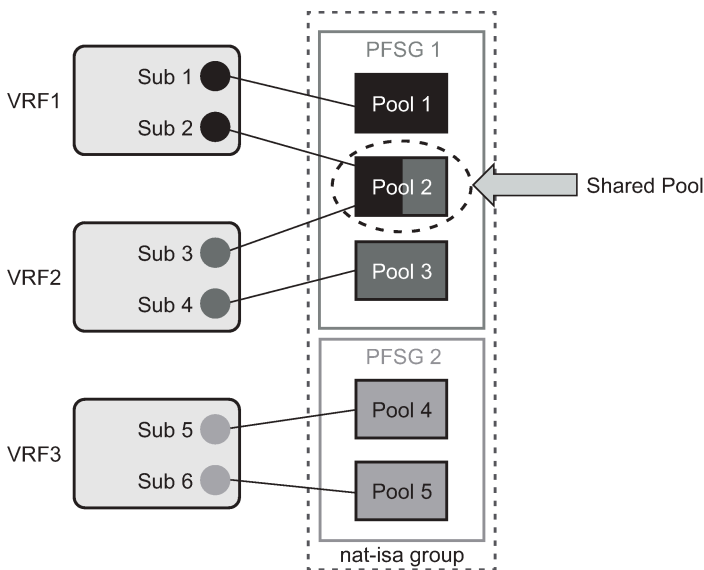 PFSG 1
VRF1
Sub 1
Sub 2
Pool 1
Pool 2
Shared Pool
VRF2
Sub 3
Sub 4
Pool 3
PFSG 2
VRF3
Sub 5
Sub 6
Pool 4
Pool 5
nat-isa group